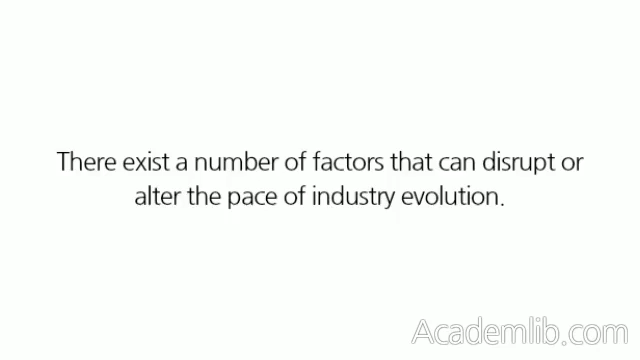 There exist a number of factors that can disrupt or
alter the pace of industry evolution.
Academlib.com